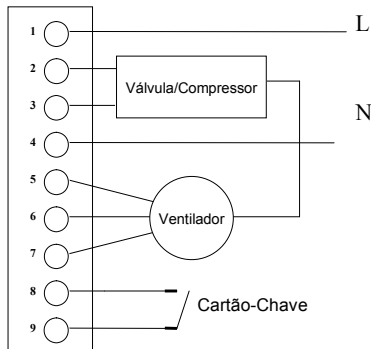 1
L
2
Válvula/Compressor
3
N
4
5
6
Ventilador
7
8
Cartão-Chave
9